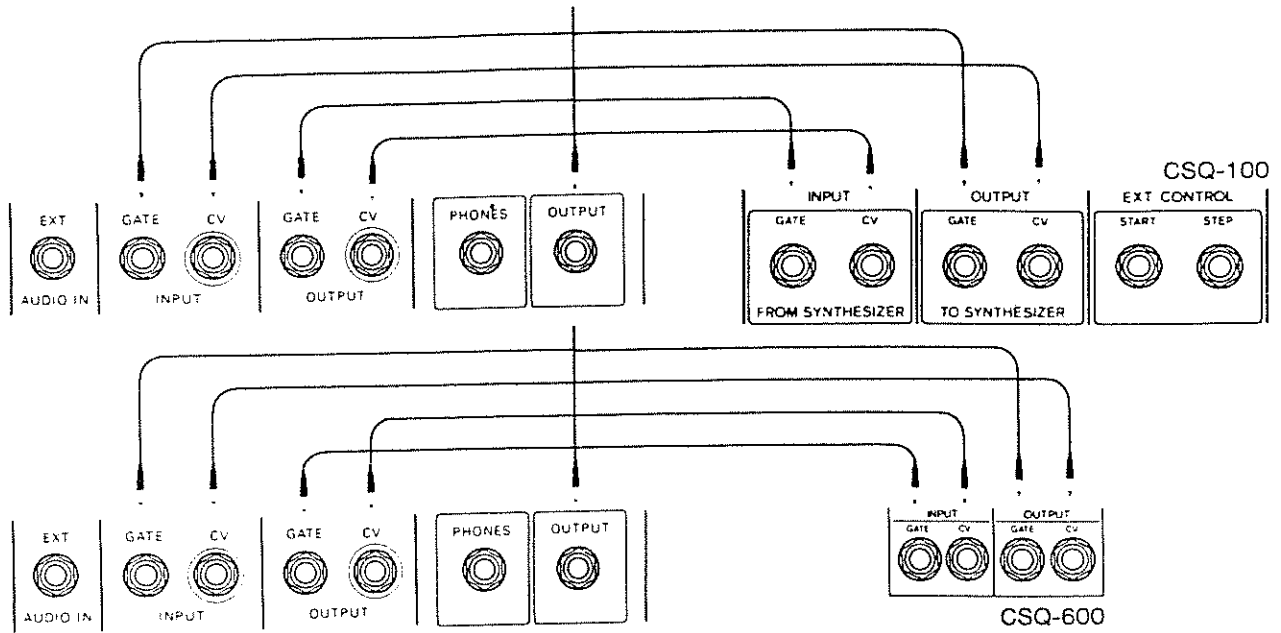 CSQ-100
EXT
GATE CV
GATE CV
PHONES
OUTPUT
INPUT
OUTPUT
EXT CONTROL
GATE CV
GATE CV
START STEP
AUDIO IN
INPUT
OUTPUT
FROM SYNTHESIZER
TO SYNTHESIZER
EXT
GATE CV
GATE CV
PHONES
OUTPUT
INPUT
OUTPUT
GATE CV
GATE CV
AUDIO IN
INPUT
OUTPUT
CSQ-600